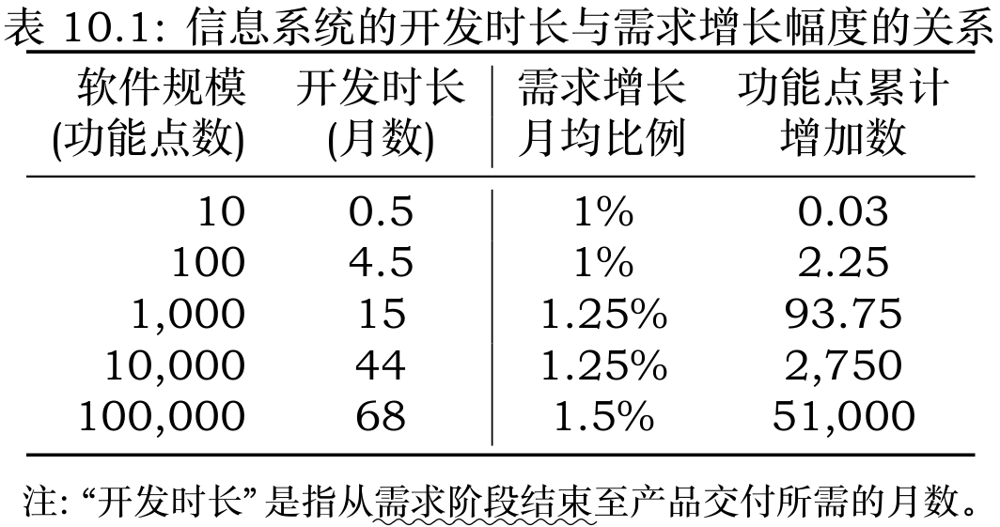 表 10.1: 信息系统的开发时长与需求增长幅度的关系
软件规模 开发时长 需求增长 功能点累计
(功能点数) (月数) 月均比例 增加数
10 0.5 1% 0.03
100 4.5 1% 2.25
1,000 15 1.25% 93.75
10,000 44 1.25% 2,750
100,000 68 1.5% 51,000
注: “开发时长” 是指从需求阶段结束至产品交付所需的月数。